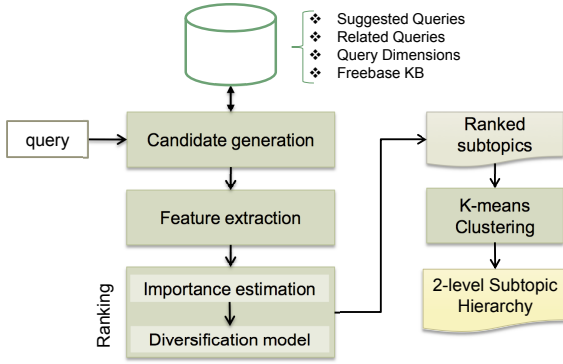 ❖ Suggested Queries
❖ Related Queries
❖ Query Dimensions
❖ Freebase KB
query
Candidate generation
Feature extraction
Ranking
Importance estimation
Diversification model
Ranked
subtopics
K-means
Clustering
2-level Subtopic
Hierarchy